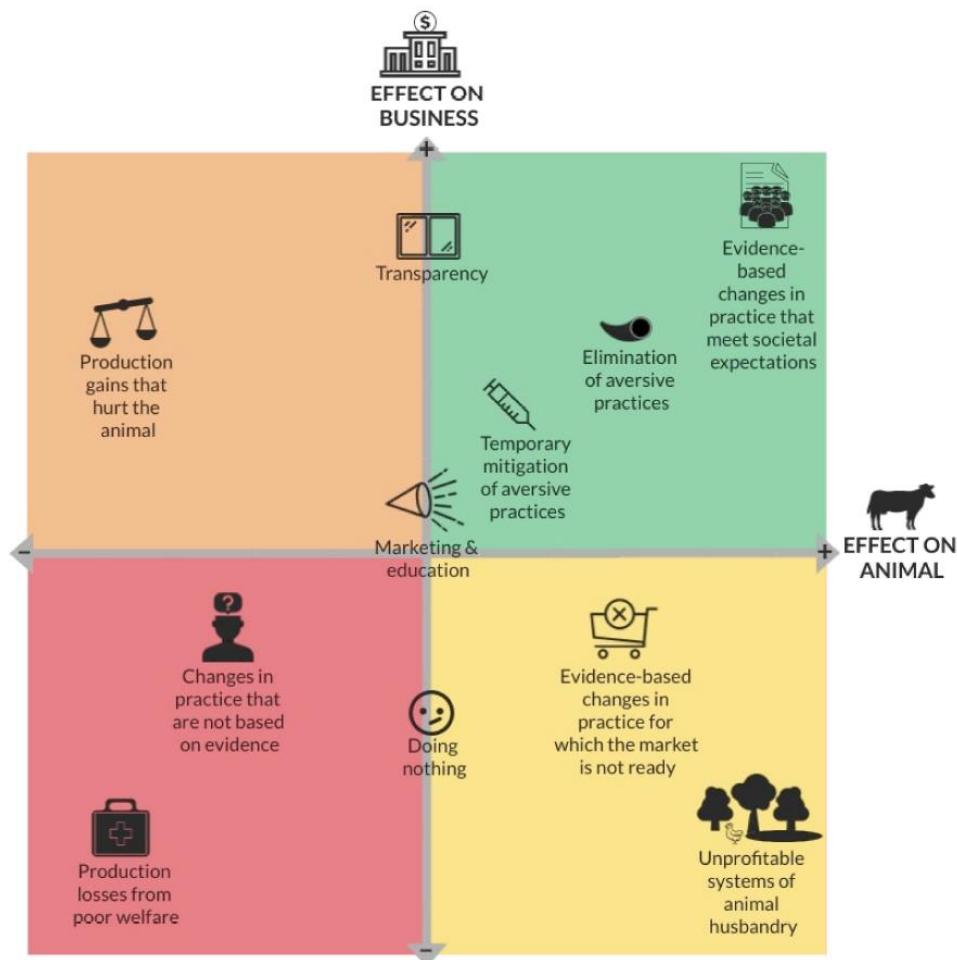 $
EFFECT ON
BUSINESS
+
Transparency
Evidence-
based
changes in
practice that
meet societal
expectations
Production
gains that
hurt the
animal
Elimination
of aversive
practices
Temporary
mitigation
of aversive
practices
Marketing &
education
-
+
EFFECT ON
ANIMAL
?
Changes in
practice that
are not based
on evidence
Evidence-based
changes in
practice for
which the market
is not ready
Doing
nothing
Production
losses from
poor welfare
Unprofitable
systems of
animal
husbandry
-